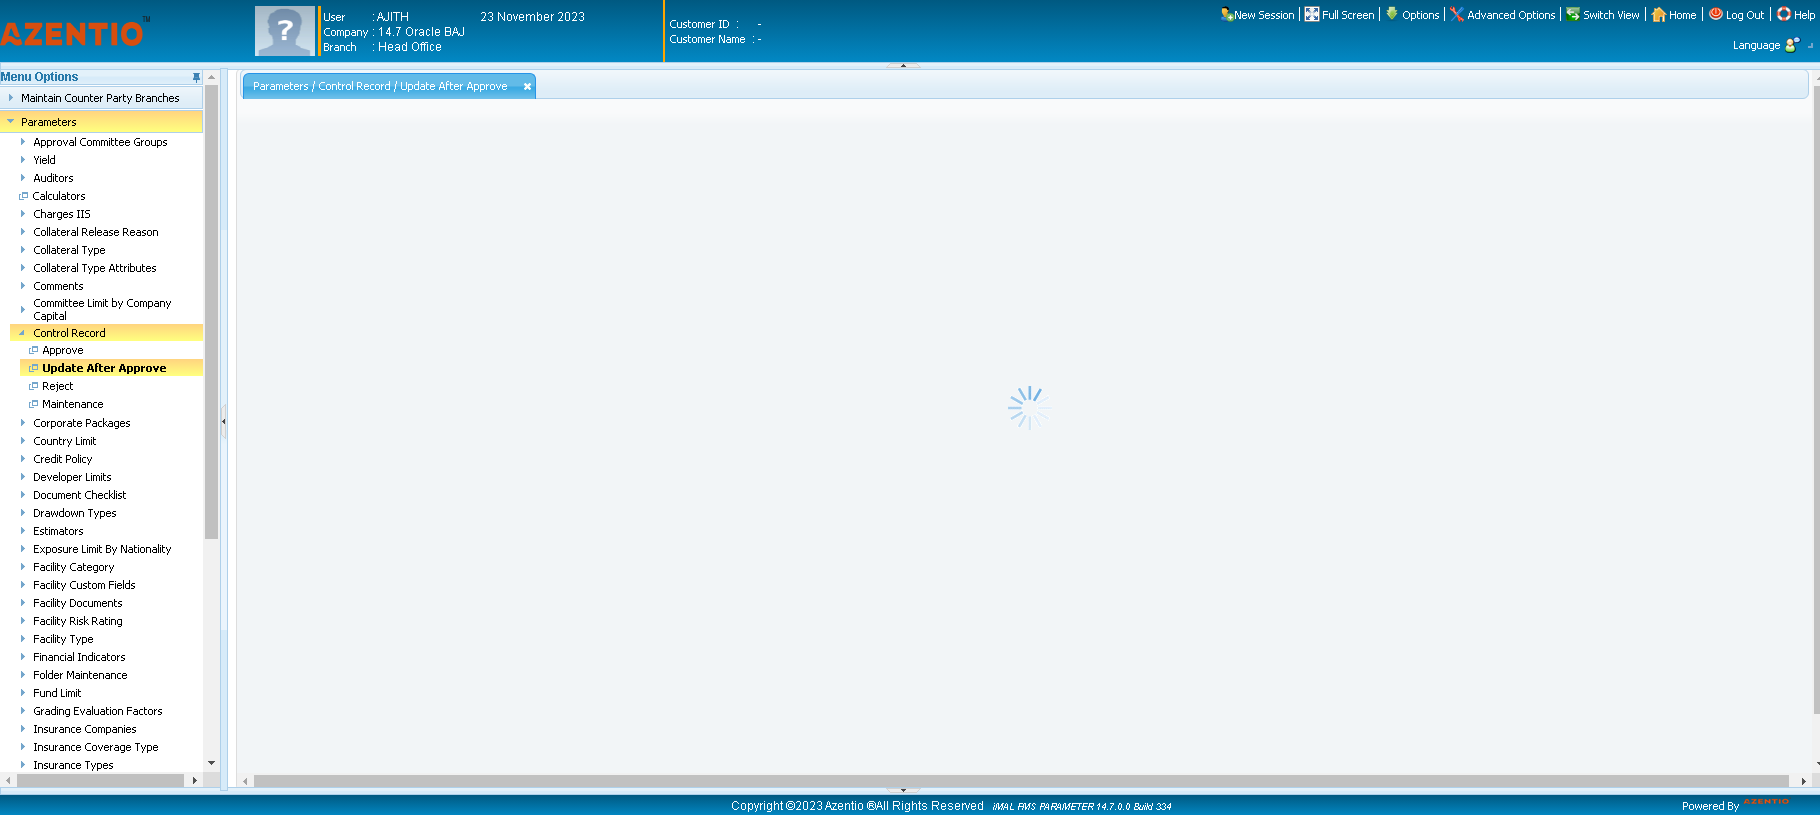 AZENTIO TM
User : AJITH 23 November 2023
Company : 14.7 Oracle BAJ
Branch : Head Office
Customer ID : -
Customer Name : -
New Session | Full Screen | Options | Advanced Options | Switch View | Home | Log Out | Help
Language
Menu Options
Maintain Counter Party Branches
Parameters
Approval Committee Groups
Yield
Auditors
Calculators
Charges IIS
Collateral Release Reason
Collateral Type
Collateral Type Attributes
Comments
Committee Limit by Company
Capital
Control Record
Approve
Update After Approve
Reject
Maintenance
Corporate Packages
Country Limit
Credit Policy
Developer Limits
Document Checklist
Drawdown Types
Estimators
Exposure Limit By Nationality
Facility Category
Facility Custom Fields
Facility Documents
Facility Risk Rating
Facility Type
Financial Indicators
Folder Maintenance
Fund Limit
Grading Evaluation Factors
Insurance Companies
Insurance Coverage Type
Insurance Types
Parameters / Control Record / Update After Approve
Copyright ©2023 Azentio ®All Rights Reserved iMAL PMS PARAMETER 14.7.0.0 Build 334
Powered By AZENTIO